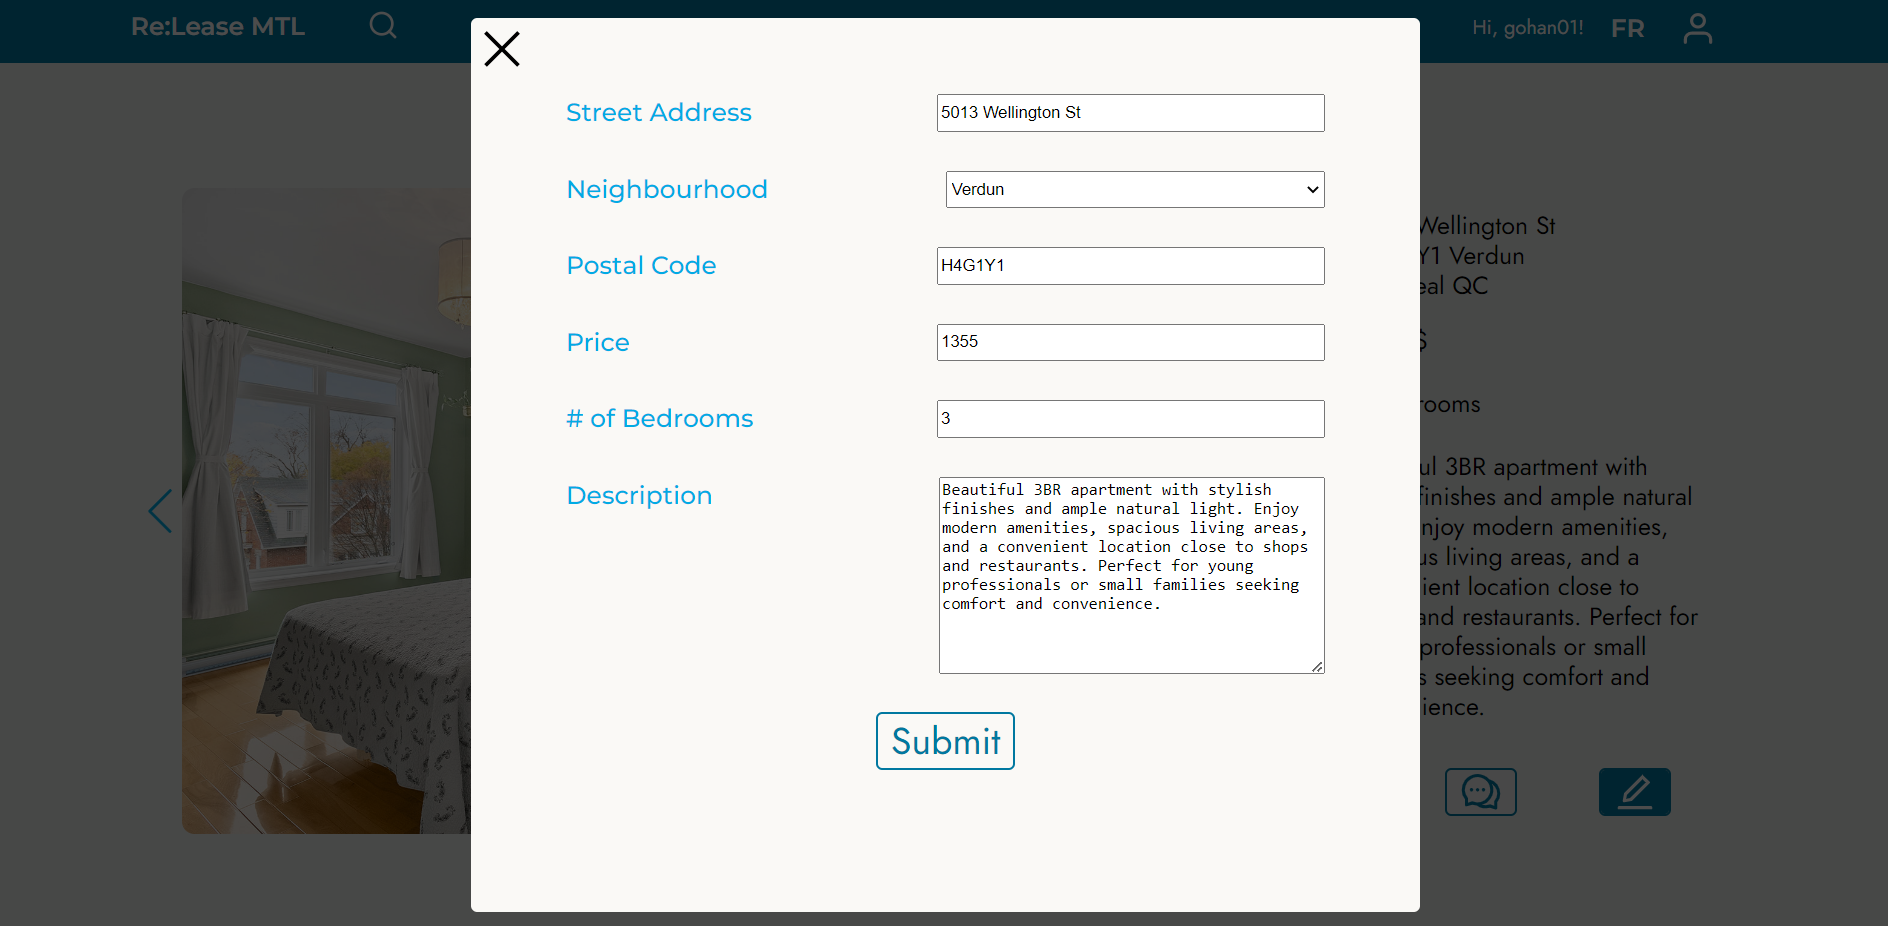 Re:Lease MTL
Hi, gohan01!
FR
Street Address
5013 Wellington St
Neighbourhood
Verdun
Postal Code
H4G1Y1
Price
1355
# of Bedrooms
3
Description
Beautiful 3BR apartment with stylish
finishes and ample natural light. Enjoy
modern amenities, spacious living areas,
and a convenient location close to shops
and restaurants. Perfect for young
professionals or small families seeking
comfort and convenience.
Submit
Wellington St
Y1 Verdun
eal QC
$
rooms
ul 3BR apartment with
finishes and ample natural
njoy modern amenities,
us living areas, and a
ient location close to
and restaurants. Perfect for
professionals or small
s seeking comfort and
ience.